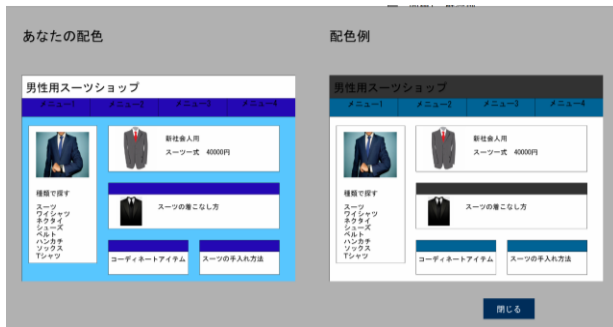 あなたの配色
配色例
男性用スーツショップ
メニュー1 メニュー2 メニュー3 メニュー4
新社会人用
スーツ一式 40000円
種類で探す
スーツ
ワイシャツ
ネクタイ
シューズ
ベルト
ハンカチ
ソックス
Tシャツ
スーツの着こなし方
コーディネートアイテム
スーツの手入れ方法
男性用スーツショップ
メニュー1 メニュー2 メニュー3 メニュー4
新社会人用
スーツ一式 40000円
種類で探す
スーツ
ワイシャツ
ネクタイ
シューズ
ベルト
ハンカチ
ソックス
Tシャツ
スーツの着こなし方
コーディネートアイテム
スーツの手入れ方法
閉じる